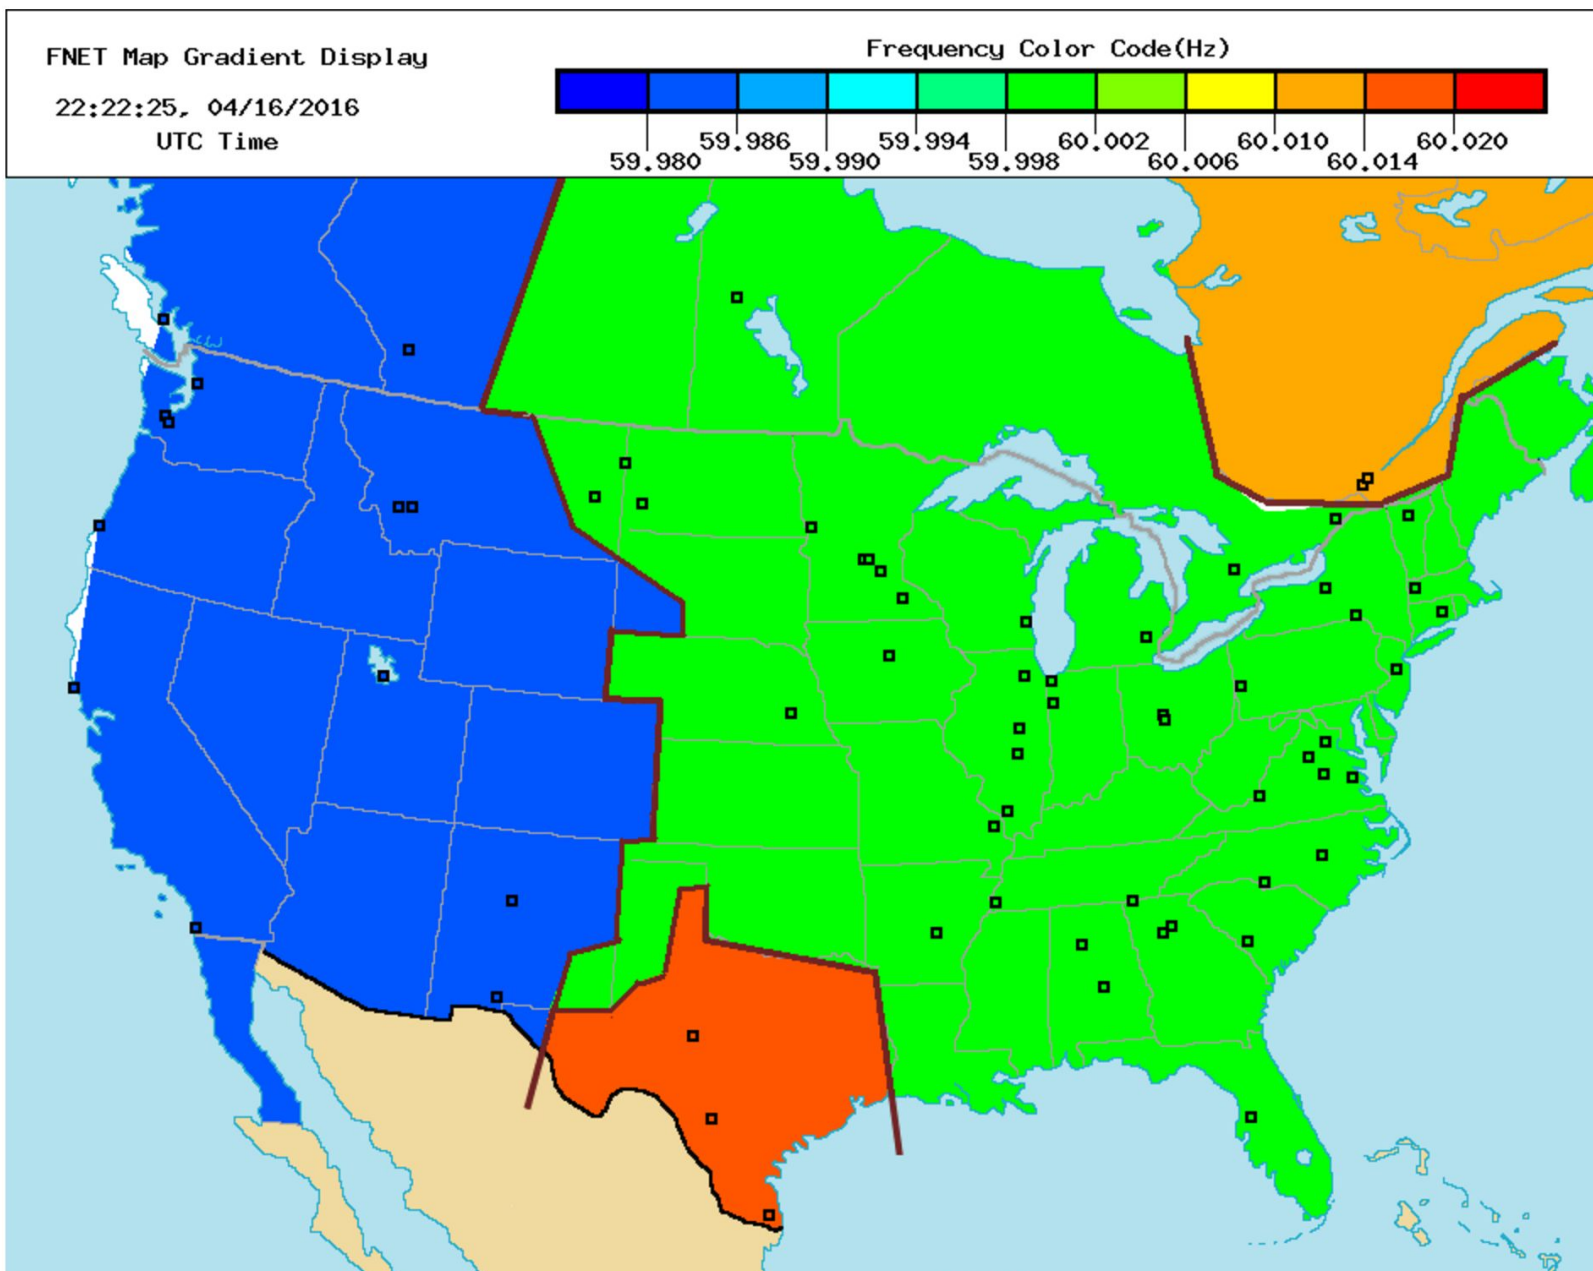 FNET Map Gradient Display
22:22:25, 04/16/2016
UTC Time
Frequency Color Code(Hz)
59.986 59.994 60.002 60.010 60.020
59.980 59.990 59.998 60.006 60.014